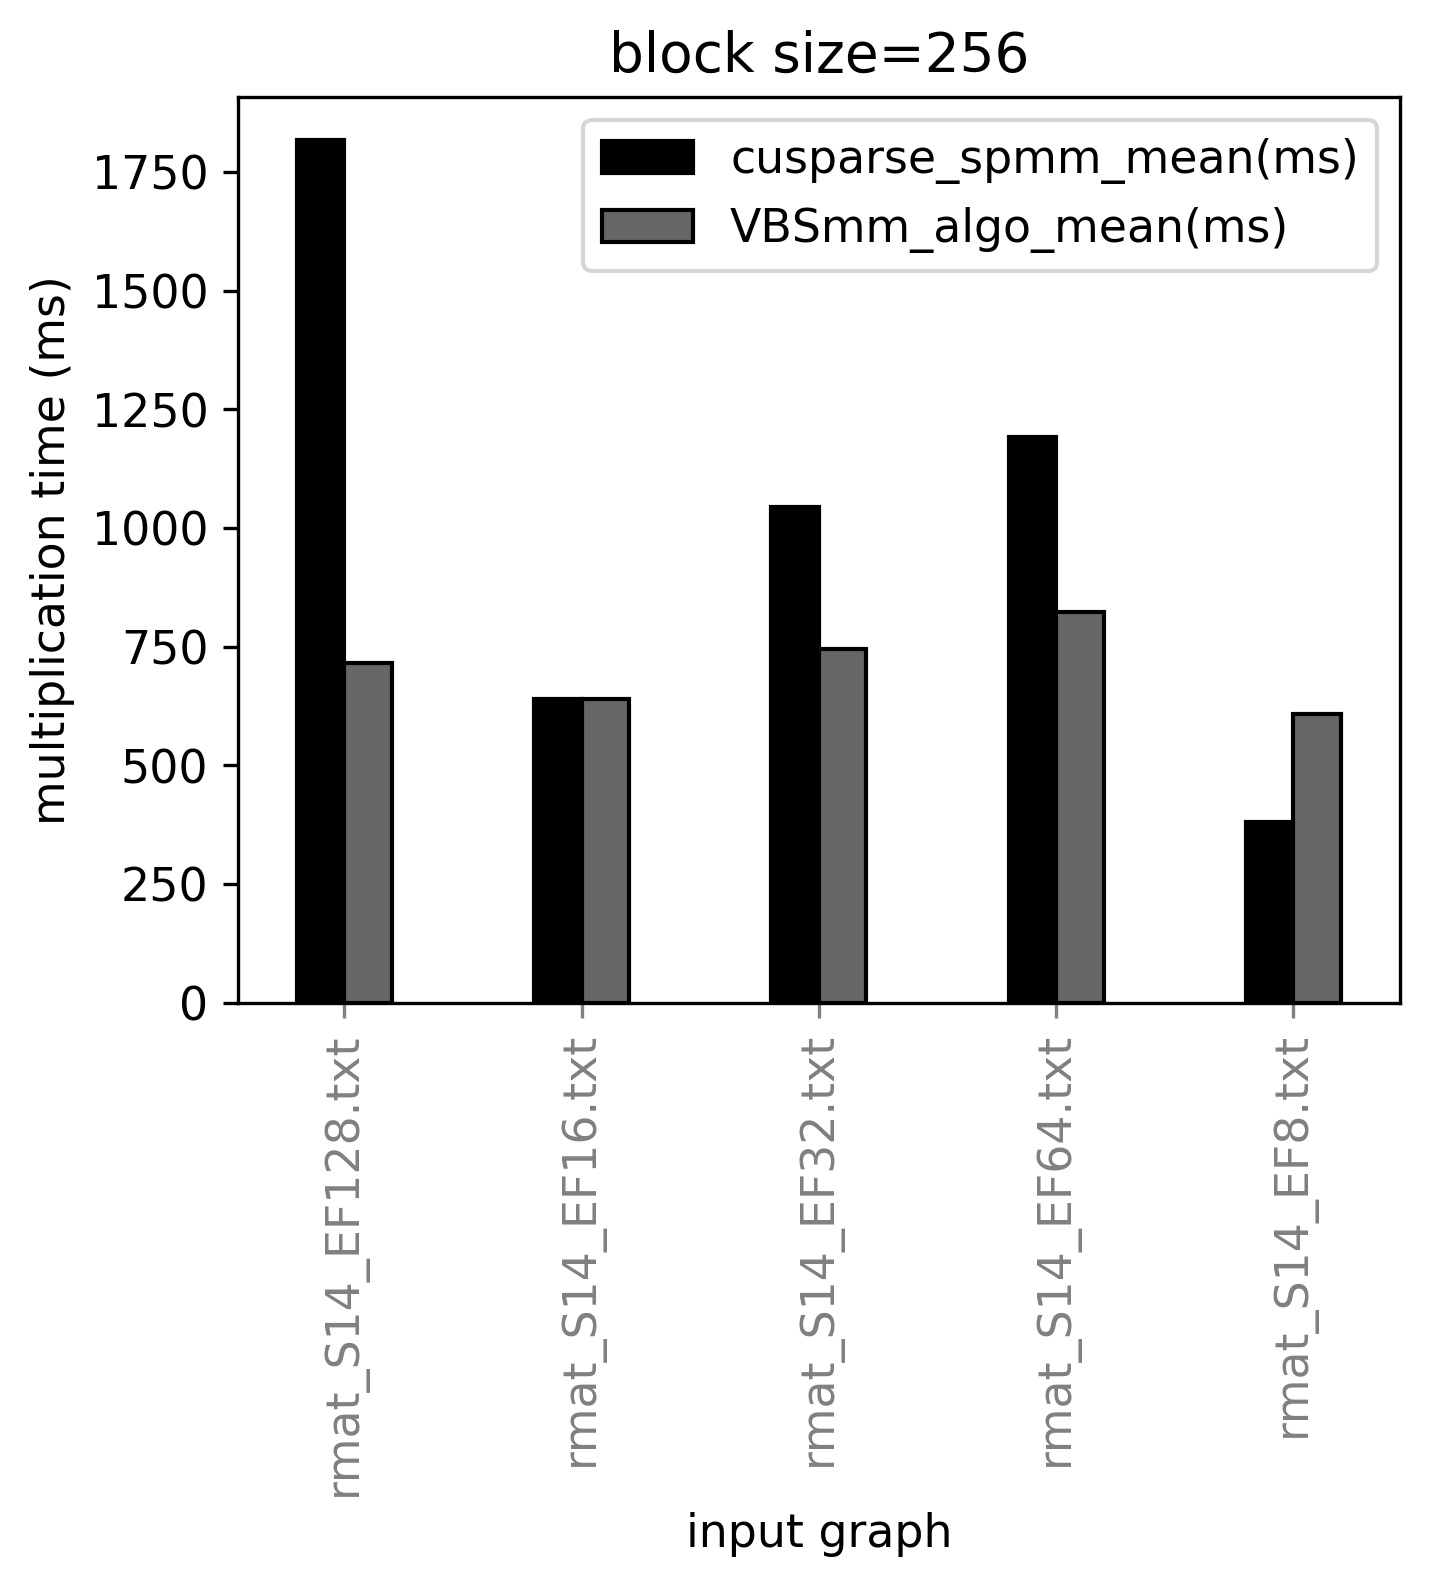 block size=256
cusparse_spmm_mean(ms)
VBSmm_algo_mean(ms)
multiplication time (ms)
1750
1500
1250
1000
750
500
250
0
rmat_S14_EF128.txt
rmat_S14_EF16.txt
rmat_S14_EF32.txt
rmat_S14_EF64.txt
rmat_S14_EF8.txt
input graph